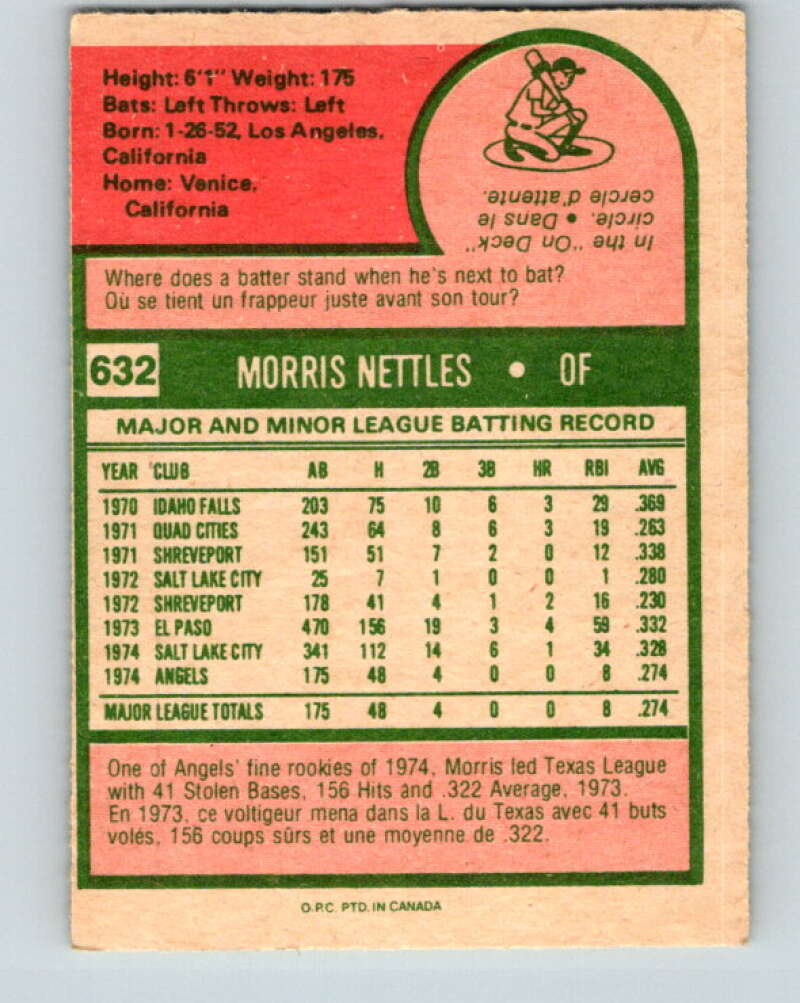 Height: 6'1" Weight: 175
Bats: Left Throws: Left
Born: 1-26-52, Los Angeles,
California
Home: Venice,
California
In the "On Deck"
circle. • Dans le
cercle d'attente.
Where does a batter stand when he's next to bat?
Où se tient un frappeur juste avant son tour?
632 MORRIS NETTLES • OF
MAJOR AND MINOR LEAGUE BATTING RECORD
YEAR CLUB AB H 2B 3B HR RBI AVG
1970 IDAHO FALLS 203 75 10 6 3 29 .369
1971 QUAD CITIES 243 64 8 6 3 19 .263
1971 SHREVEPORT 151 51 7 2 0 12 .338
1972 SALT LAKE CITY 25 7 1 0 0 1 .280
1972 SHREVEPORT 178 41 4 1 2 16 .230
1973 EL PASO 470 156 19 3 4 59 .332
1974 SALT LAKE CITY 341 112 14 6 1 34 .328
1974 ANGELS 175 48 4 0 0 8 .274
MAJOR LEAGUE TOTALS 175 48 4 0 0 8 .274
One of Angels' fine rookies of 1974, Morris led Texas League
with 41 Stolen Bases, 156 Hits and .322 Average, 1973.
En 1973, ce voltigeur mena dans la L. du Texas avec 41 buts
volés, 156 coups sûrs et une moyenne de .322.
O.P.C. PTD. IN CANADA